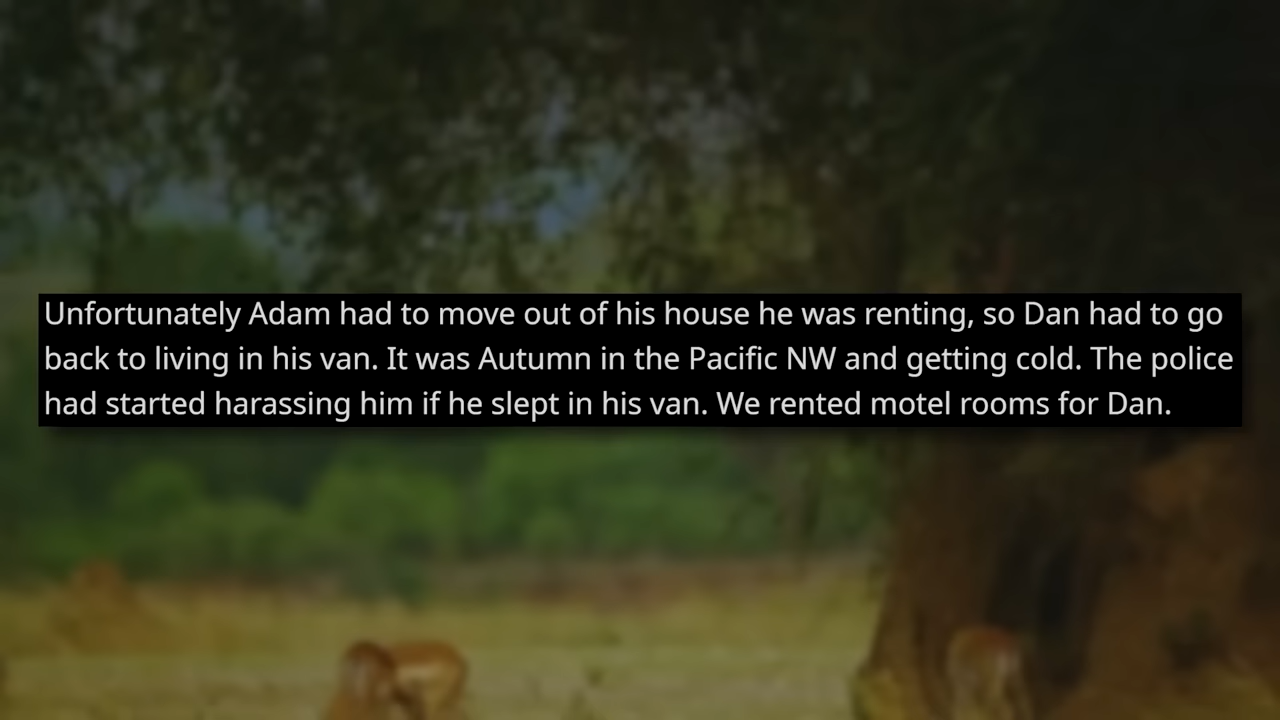 Unfortunately Adam had to move out of his house he was renting, so Dan had to go
back to living in his van. It was Autumn in the Pacific NW and getting cold. The police
had started harassing him if he slept in his van. We rented motel rooms for Dan.